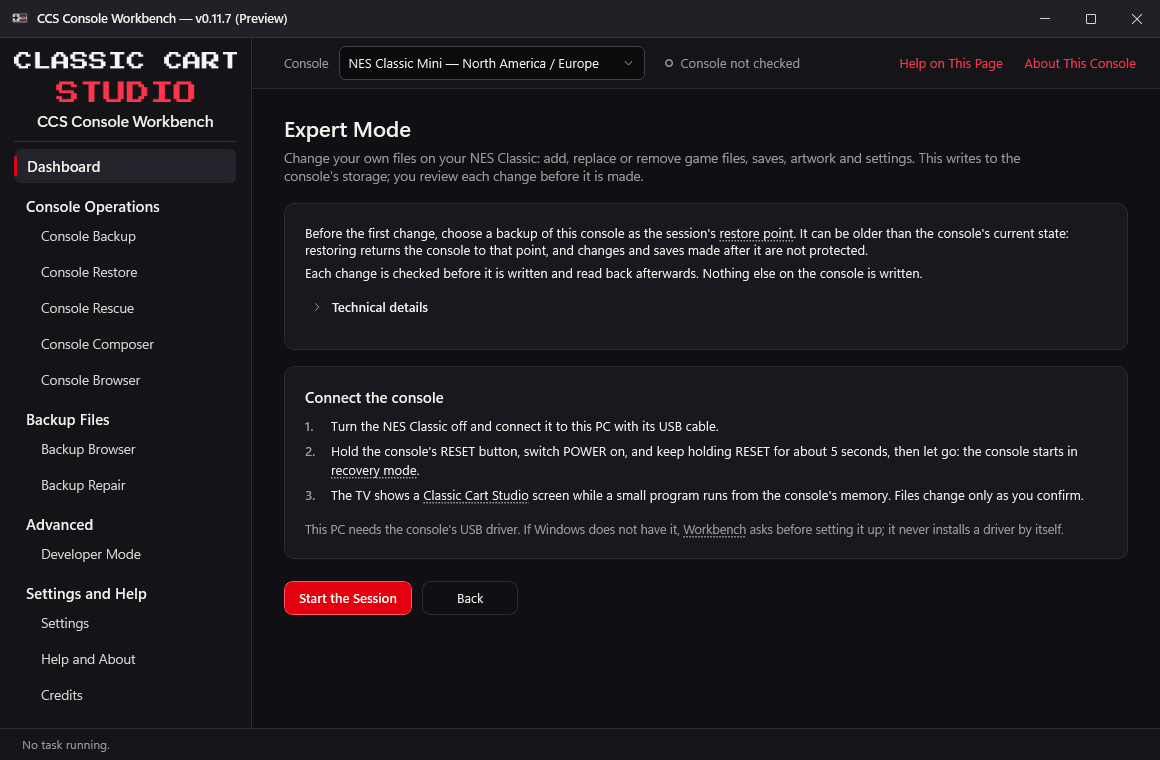 CCS Console Workbench — v0.11.7 (Preview)
CLASSIC CART
STUDIO
CCS Console Workbench
Dashboard
Console Operations
Console Backup
Console Restore
Console Rescue
Console Composer
Console Browser
Backup Files
Backup Browser
Backup Repair
Advanced
Developer Mode
Settings and Help
Settings
Help and About
Credits
Console
NES Classic Mini — North America / Europe
Console not checked
Help on This Page
About This Console
Expert Mode
Change your own files on your NES Classic: add, replace or remove game files, saves, artwork and settings. This writes to the
console's storage; you review each change before it is made.
Before the first change, choose a backup of this console as the session's restore point. It can be older than the console's current state:
restoring returns the console to that point, and changes and saves made after it are not protected.
Each change is checked before it is written and read back afterwards. Nothing else on the console is written.
Technical details
Connect the console
1. Turn the NES Classic off and connect it to this PC with its USB cable.
2. Hold the console's RESET button, switch POWER on, and keep holding RESET for about 5 seconds, then let go: the console starts in
recovery mode.
3. The TV shows a Classic Cart Studio screen while a small program runs from the console's memory. Files change only as you confirm.
This PC needs the console's USB driver. If Windows does not have it, Workbench asks before setting it up; it never installs a driver by itself.
Start the Session
Back
No task running.